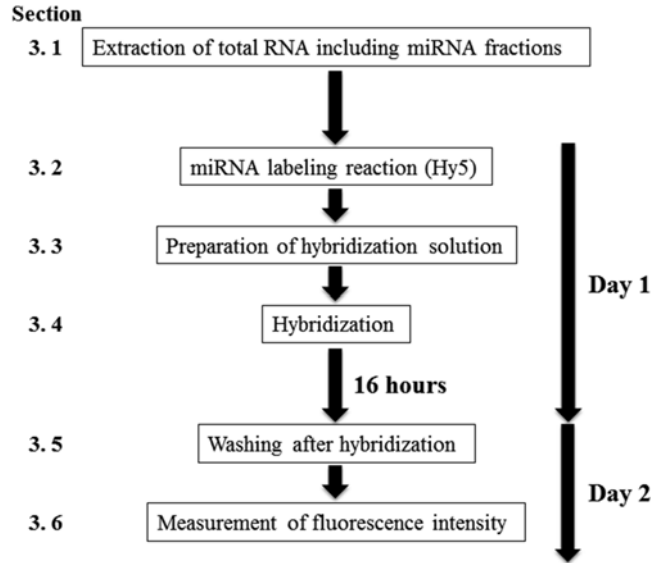 Section
3. 1 Extraction of total RNA including miRNA fractions
3. 2 miRNA labeling reaction (Hy5)
3. 3 Preparation of hybridization solution
Day 1
3. 4 Hybridization
16 hours
3. 5 Washing after hybridization
Day 2
3. 6 Measurement of fluorescence intensity